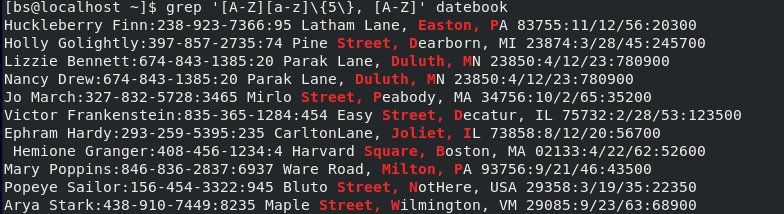 [bs@localhost ~]$ grep '[A-Z][a-z]\{5\}, [A-Z]' datebook
Huckleberry Finn:238-923-7366:95 Latham Lane, Easton, PA 83755:11/12/56:20300
Holly Golightly:397-857-2735:74 Pine Street, Dearborn, MI 23874:3/28/45:245700
Lizzie Bennett:674-843-1385:20 Parak Lane, Duluth, MN 23850:4/12/23:780900
Nancy Drew:674-843-1385:20 Parak Lane, Duluth, MN 23850:4/12/23:780900
Jo March:327-832-5728:3465 Mirlo Street, Peabody, MA 34756:10/2/65:35200
Victor Frankenstein:835-365-1284:454 Easy Street, Decatur, IL 75732:2/28/53:123500
Ephram Hardy:293-259-5395:235 CarltonLane, Joliet, IL 73858:8/12/20:56700
 Hemione Granger:408-456-1234:4 Harvard Square, Boston, MA 02133:4/22/62:52600
Mary Poppins:846-836-2837:6937 Ware Road, Milton, PA 93756:9/21/46:43500
Popeye Sailor:156-454-3322:945 Bluto Street, NotHere, USA 29358:3/19/35:22350
Arya Stark:438-910-7449:8235 Maple Street, Wilmington, VM 29085:9/23/63:68900